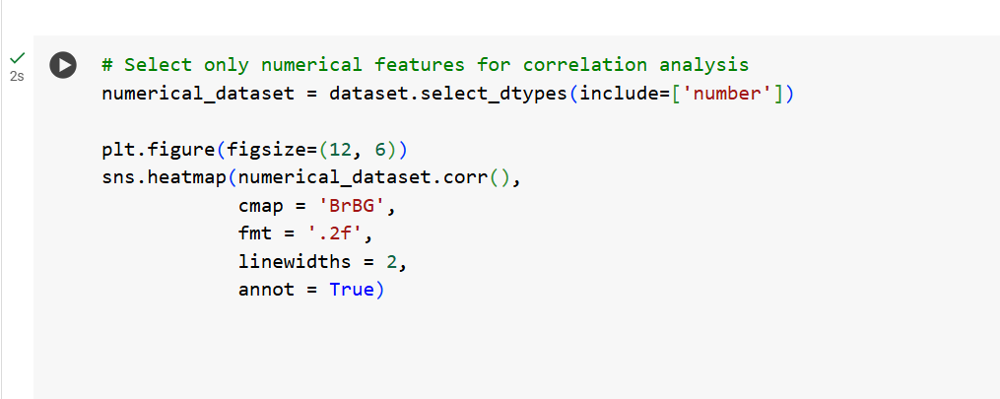 # Select only numerical features for correlation analysis
2s
numerical_dataset = dataset.select_dtypes(include=['number'])
plt.figure(figsize=(12, 6))
sns.heatmap(numerical_dataset.corr(),
            cmap = 'BrBG',
            fmt = '.2f',
            linewidths = 2,
            annot = True)